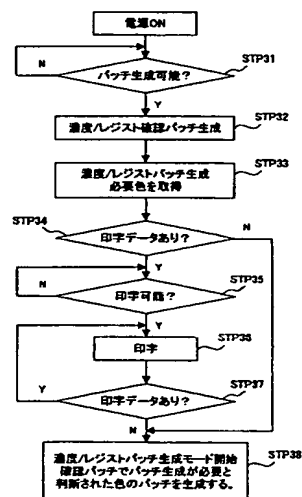 電源ON
STP31
N
パッチ生成可能?
Y
STP32
濃度/レジスト確認パッチ生成
STP33
濃度/レジストパッチ生成
必要色を取得
STP34
N
印字データあり?
Y
STP35
N
印字可能?
Y
STP36
印字
STP37
Y
印字データあり?
N
STP38
濃度/レジストパッチ生成モード開始
確認パッチでパッチ生成が必要と
判断された色のパッチを生成する。